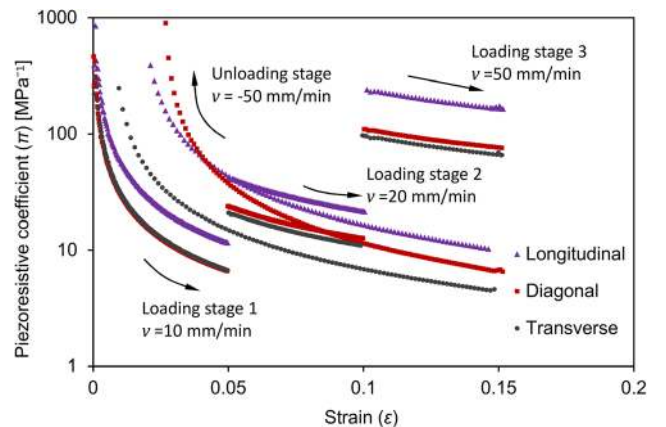 1000
100
10
1
Piezoresistive coefficient (π) [MPa⁻¹]
Unloading stage
v = -50 mm/min
Loading stage 3
v =50 mm/min
Loading stage 2
v =20 mm/min
Loading stage 1
v =10 mm/min
Longitudinal
Diagonal
Transverse
0 0.05 0.1 0.15 0.2
Strain (ε)